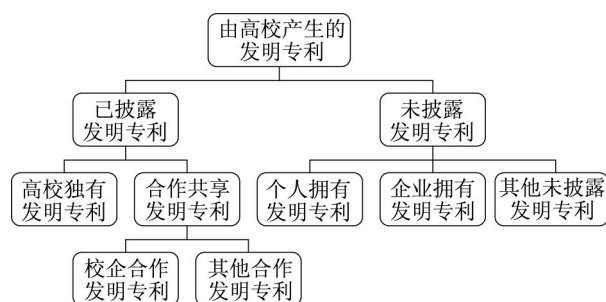 由高校产生的
发明专利
已披露
发明专利
未披露
发明专利
高校独有
发明专利
合作共享
发明专利
个人拥有
发明专利
企业拥有
发明专利
其他未披露
发明专利
校企合作
发明专利
其他合作
发明专利